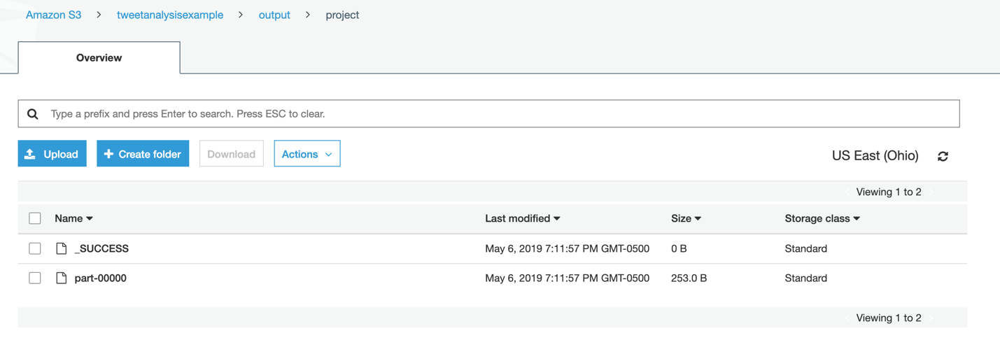 Amazon S3 > tweetanalysisexample > output > project
Overview
Type a prefix and press Enter to search. Press ESC to clear.
Upload Create folder Download Actions US East (Ohio)
Viewing 1 to 2
Name Last modified Size Storage class
_SUCCESS May 6, 2019 7:11:57 PM GMT-0500 0 B Standard
part-00000 May 6, 2019 7:11:57 PM GMT-0500 253.0 B Standard
Viewing 1 to 2